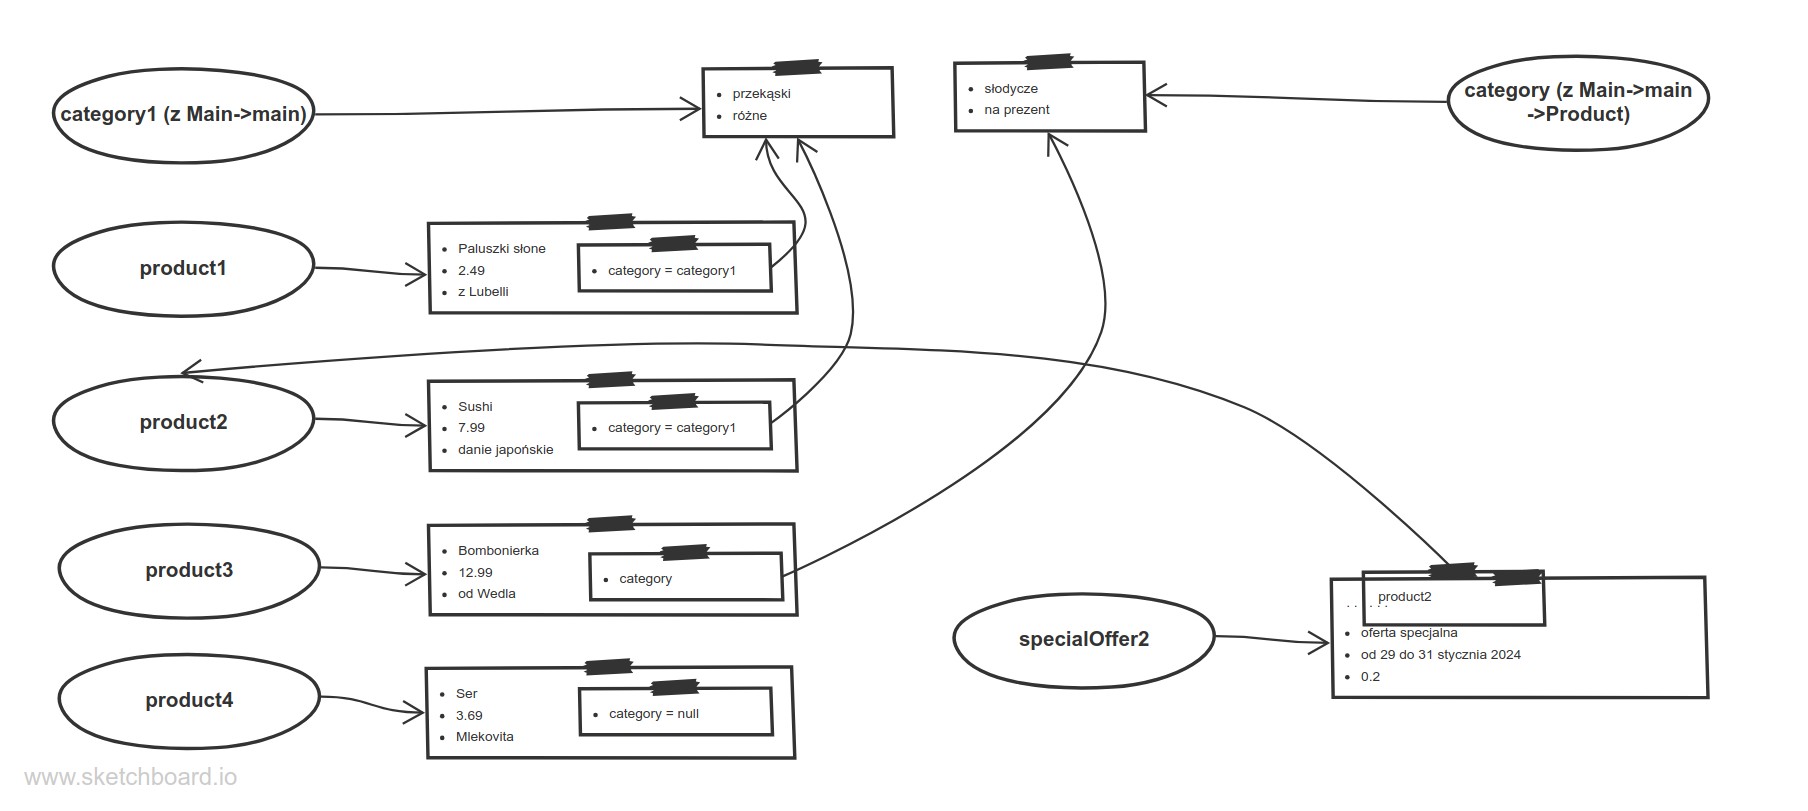 category1 (z Main->main)
przekąski
różne
słodycze
na prezent
category (z Main->main
->Product)
product1
Paluszki słone
2.49
z Lubelli
category = category1
product2
Sushi
7.99
danie japońskie
category = category1
product3
Bombonierka
12.99
od Wedla
category
product4
Ser
3.69
Mlekovita
category = null
specialOffer2
product2
......
oferta specjalna
od 29 do 31 stycznia 2024
0.2
www.sketchboard.io